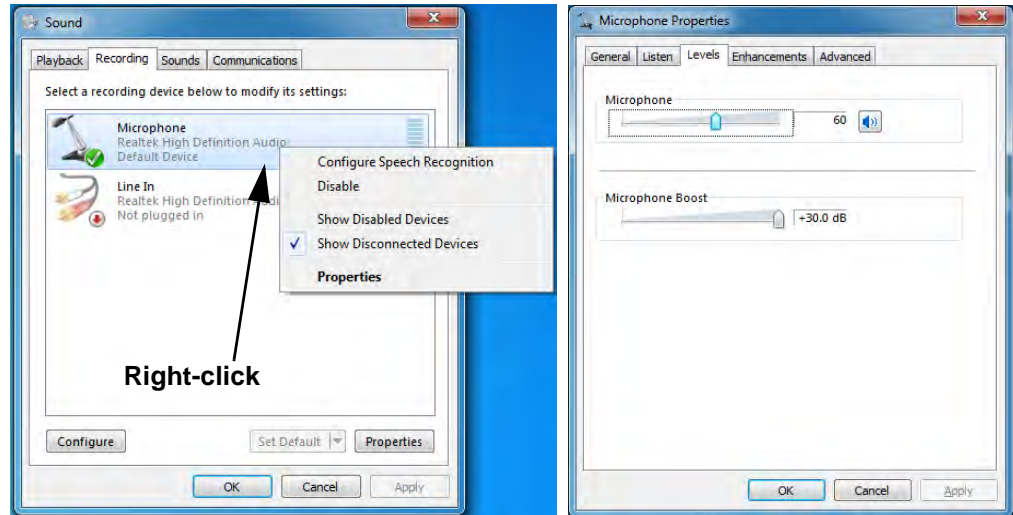 Sound
Playback Recording Sounds Communications
Select a recording device below to modify its settings:
Microphone
Realtek High Definition Audio
Default Device
Line In
Realtek High Definition Audi
Not plugged in
Configure Speech Recognition
Disable
Show Disabled Devices
Show Disconnected Devices
Properties
Right-click
Configure Set Default Properties
OK Cancel Apply
Microphone Properties
General Listen Levels Enhancements Advanced
Microphone
60
Microphone Boost
+30.0 dB
OK Cancel Apply